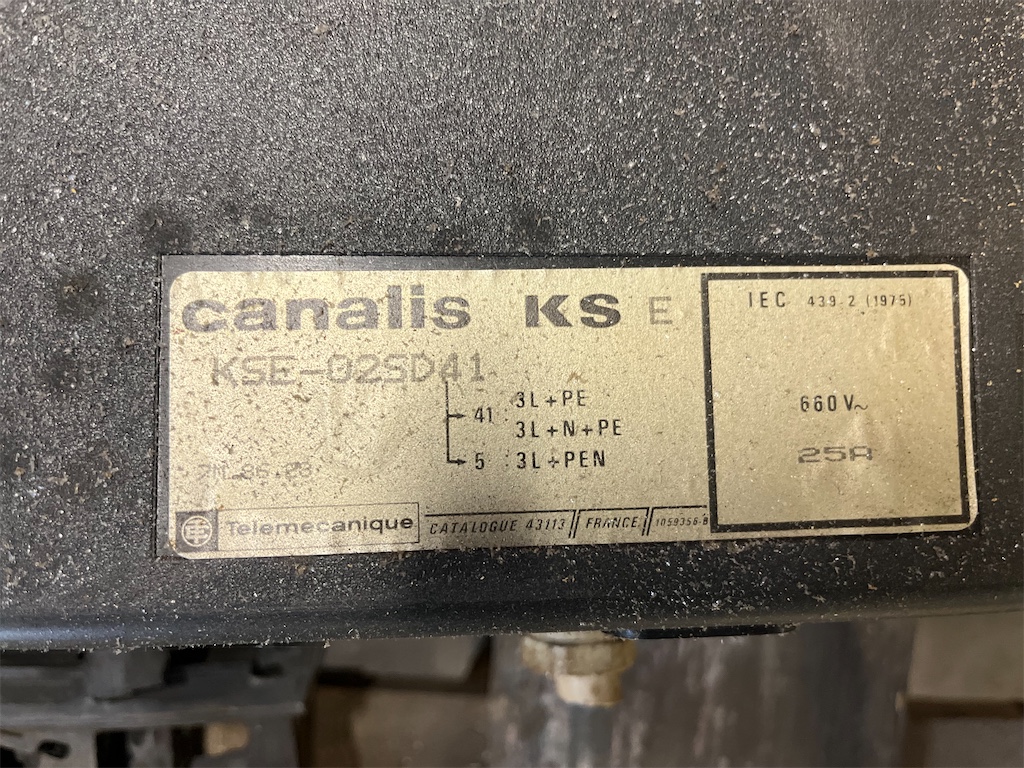 canalis KS E
KSE-02SD41
41 : 3L+PE
3L+N+PE
5 : 3L+PEN
Telemecanique
CATALOGUE 43113 // FRANCE // 1059356-B
IEC 439-2 (1975)
660V~
25A